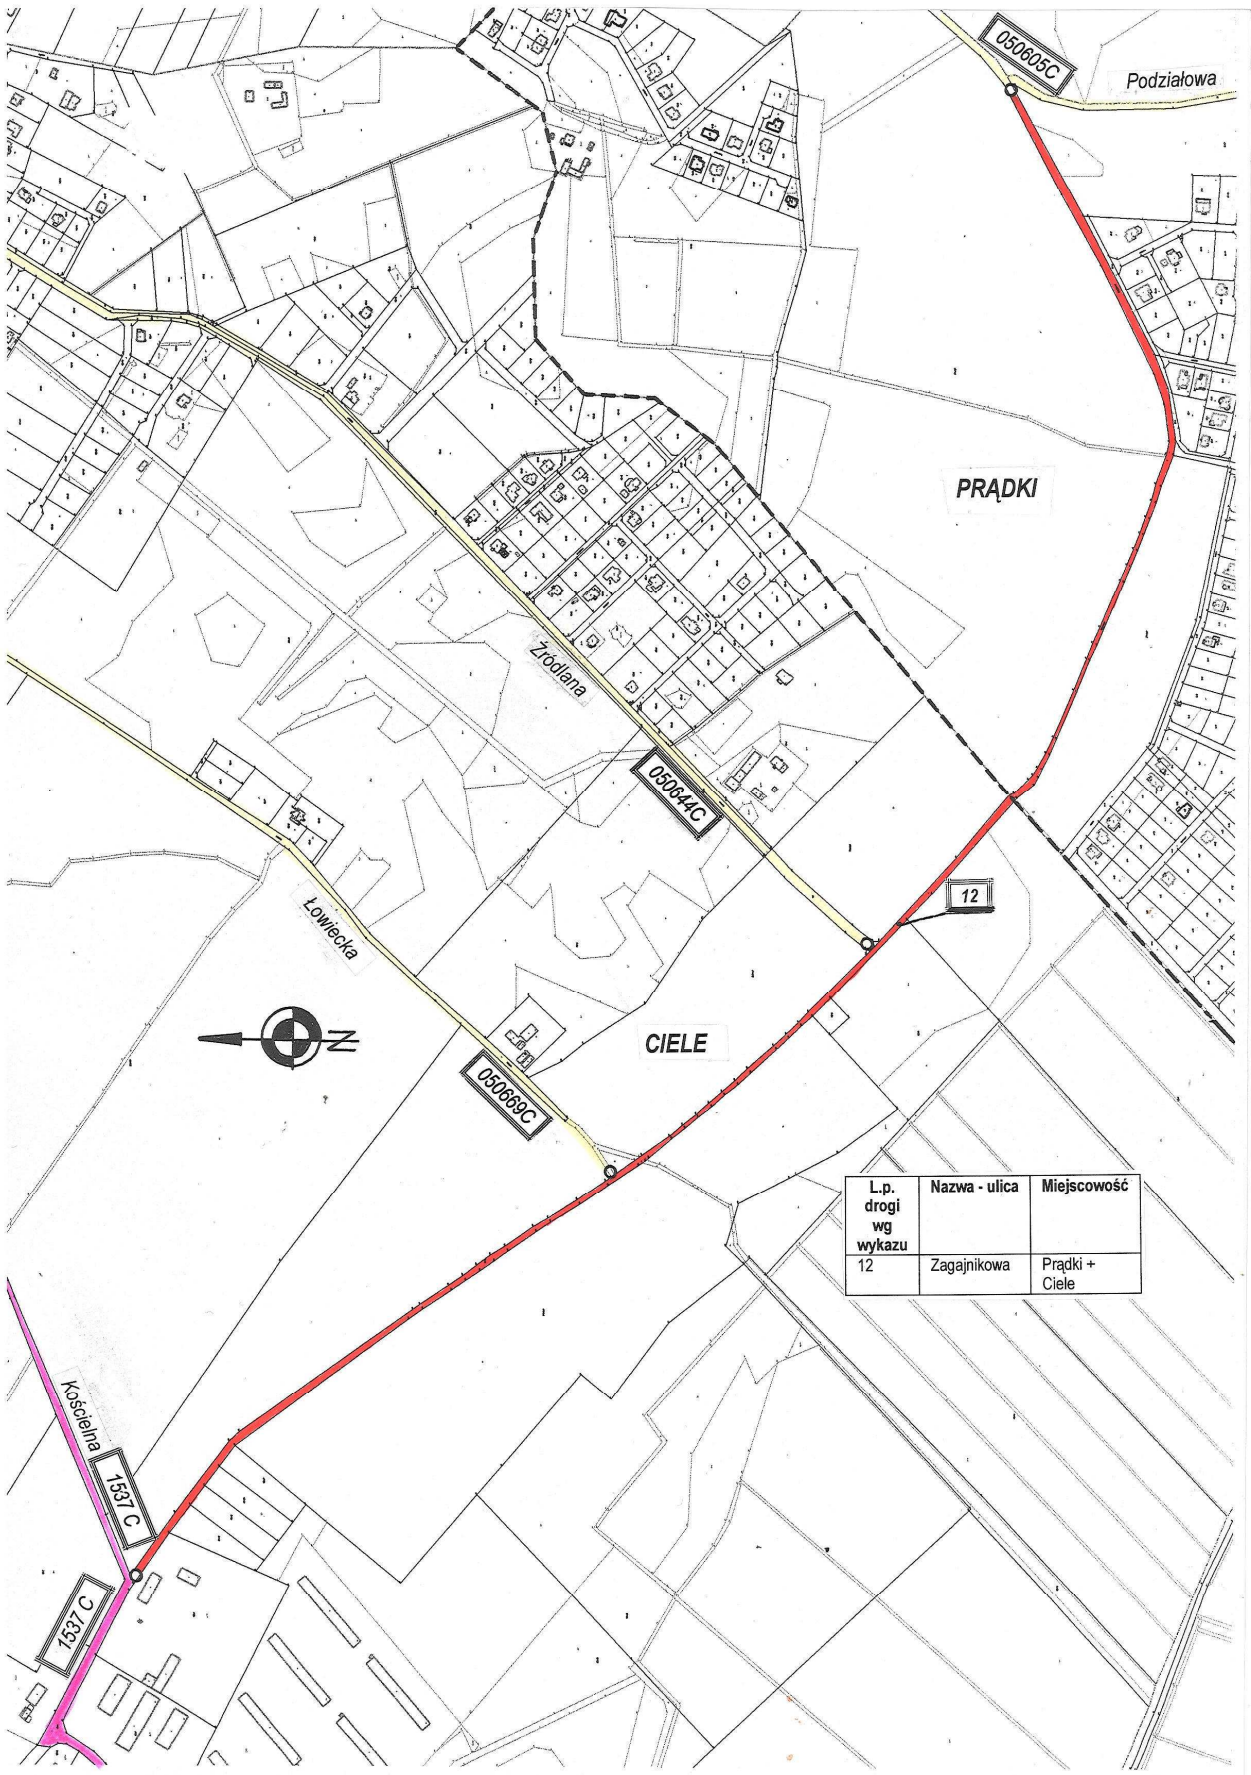 050605C
Podziałowa
PRĄDKI
Źródlana
050644C
12
Łowiecka
N
CIELE
050669C
L.p. drogi wg wykazu
Nazwa - ulica
Miejscowość
12
Zagajnikowa
Prądki + Ciele
Kościelna
1537 C
1537 C